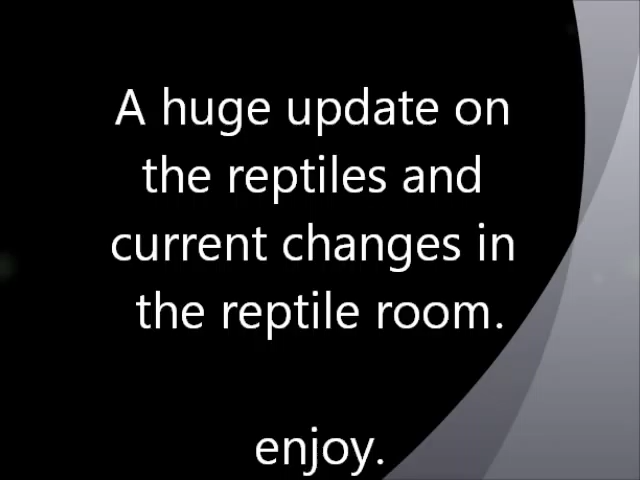 A huge update on
the reptiles and
current changes in
the reptile room.
enjoy.